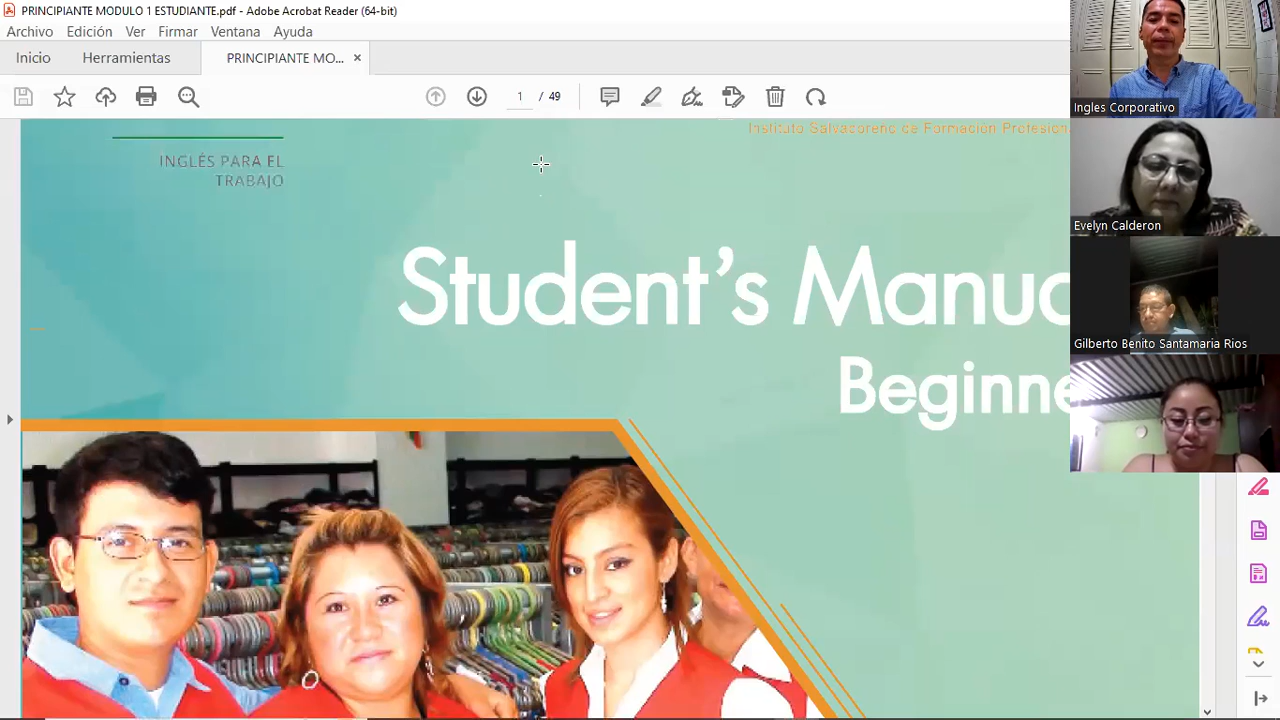 PRINCIPIANTE MODULO 1 ESTUDIANTE.pdf - Adobe Acrobat Reader (64-bit)
Archivo Edición Ver Firmar Ventana Ayuda
Inicio Herramientas PRINCIPIANTE MO... ×
1 / 49
Instituto Salvadoreño de Formación Profesion
INGLÉS PARA EL
TRABAJO
Student's Manua
Beginne
Ingles Corporativo
Evelyn Calderon
Gilberto Benito Santamaria Rios